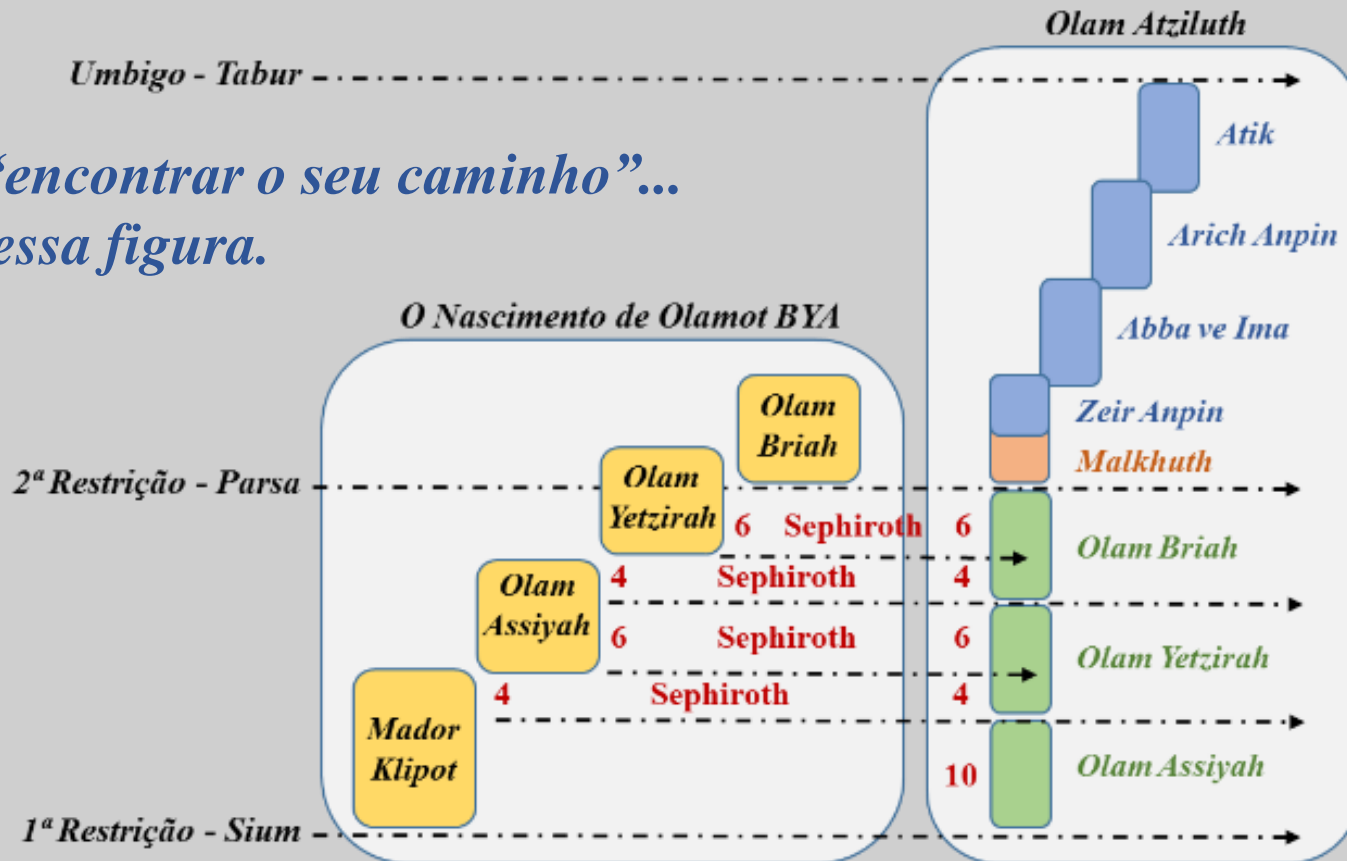 Olam Atziluth
Umbigo - Tabur
Atik
“encontrar o seu caminho”...
essa figura.
Arich Anpin
O Nascimento de Olamot BYA
Abba ve Ima
Olam
Briah
Zeir Anpin
Malkhuth
2ª Restrição - Parsa
Olam
Yetzirah
6 Sephiroth 6
Olam Briah
Olam
Assiyah
4 Sephiroth 4
6 Sephiroth 6
Olam Yetzirah
4 Sephiroth 4
Mador
Klipot
10
Olam Assiyah
1ª Restrição - Sium